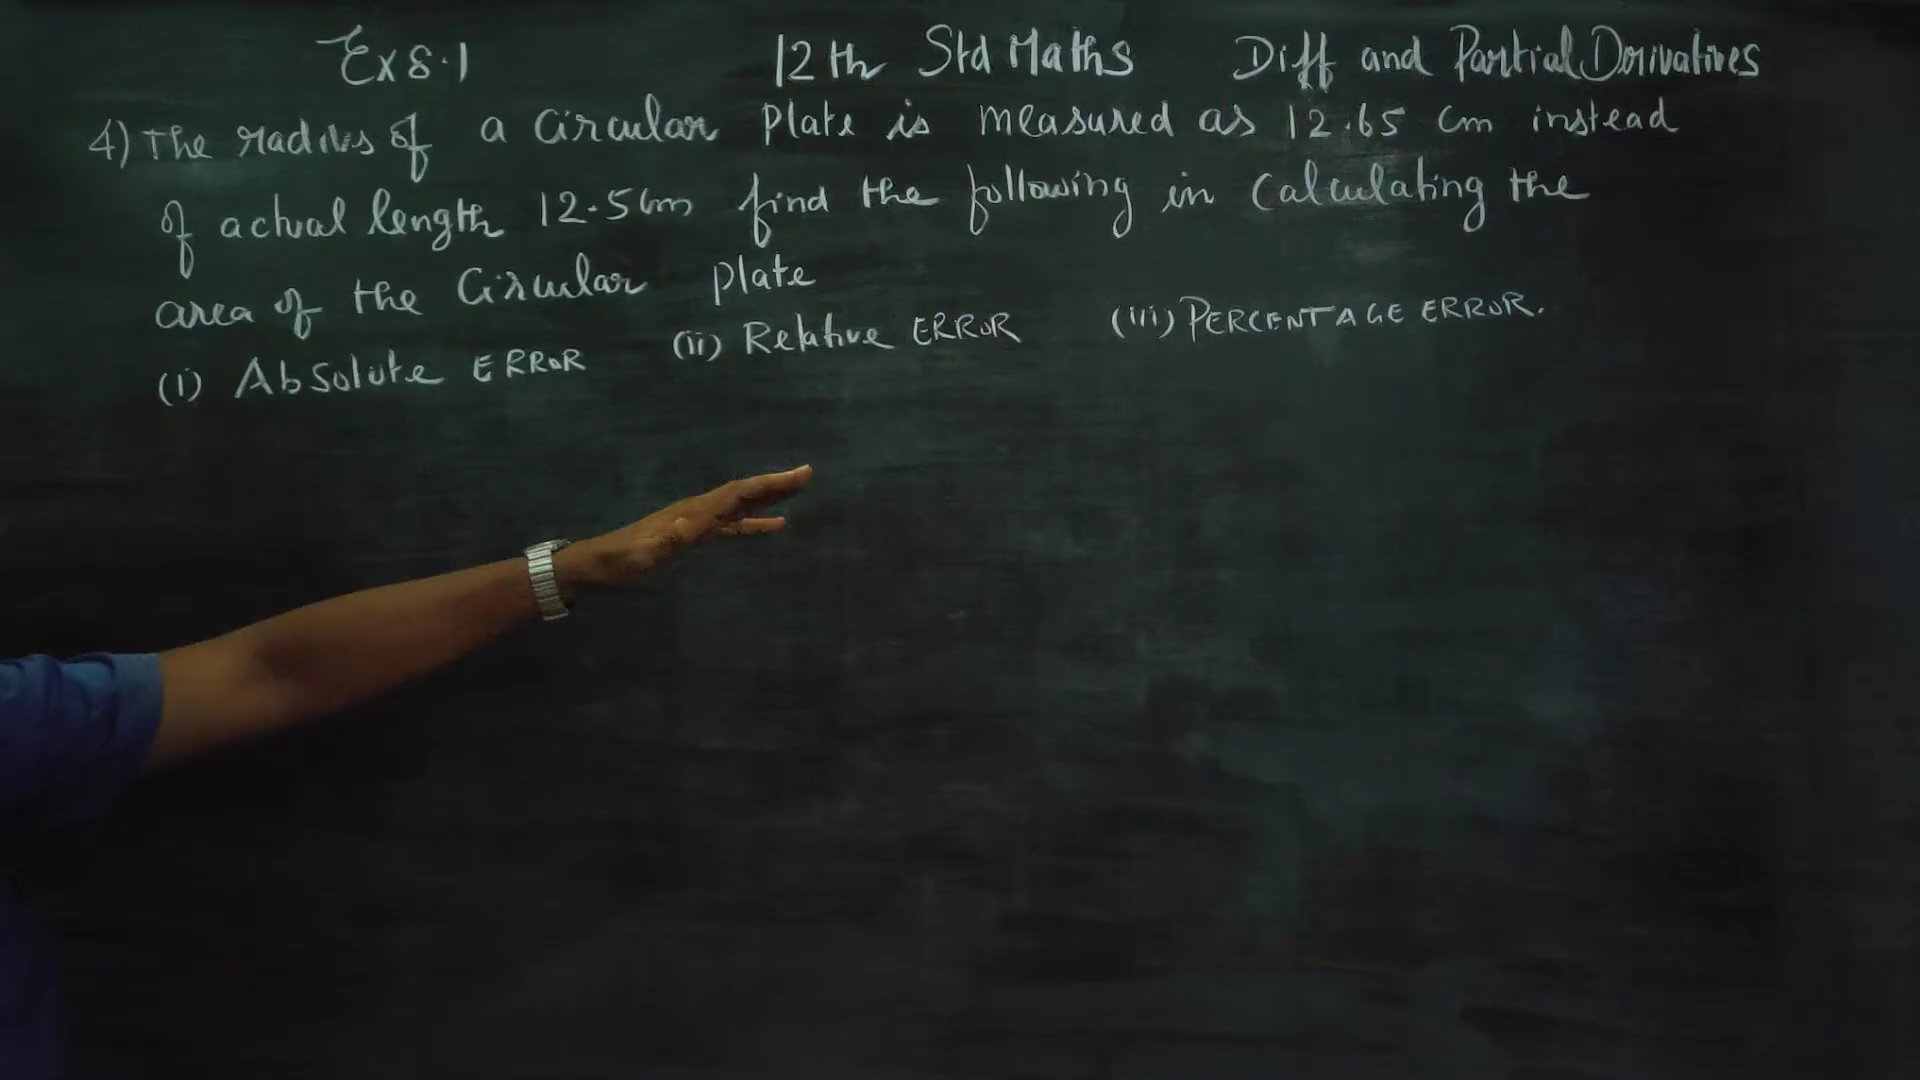 Ex 8.1 12th Std Maths Diff and Partial Derivatives
4) The radius of a circular plate is measured as 12.65 cm instead
of actual length 12.5 cm find the following in calculating the
area of the circular plate
(i) Absolute ERROR (ii) Relative ERROR (iii) PERCENTAGE ERROR.